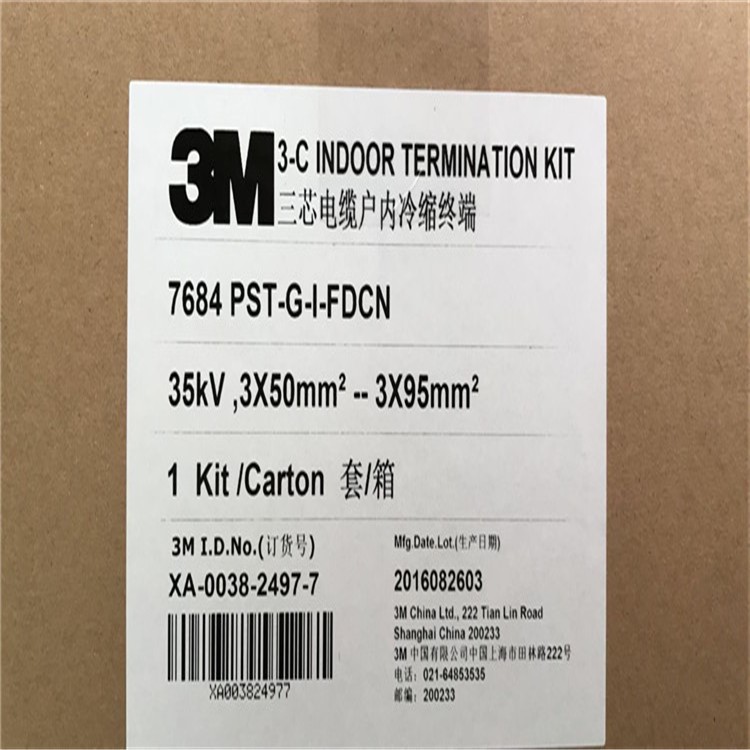 3M
3-C INDOOR TERMINATION KIT
三芯电缆户内冷缩终端
7684 PST-G-I-FDCN
35kV ,3X50mm² -- 3X95mm²
1 Kit /Carton 套/箱
3M I.D.No.(订货号)
XA-0038-2497-7
XA003824977
Mfg.Date.Lot.(生产日期)
2016082603
3M China Ltd., 222 Tian Lin Road
Shanghai China 200233
3M 中国有限公司中国上海市田林路222号
电话: 021-64853535
邮编: 200233